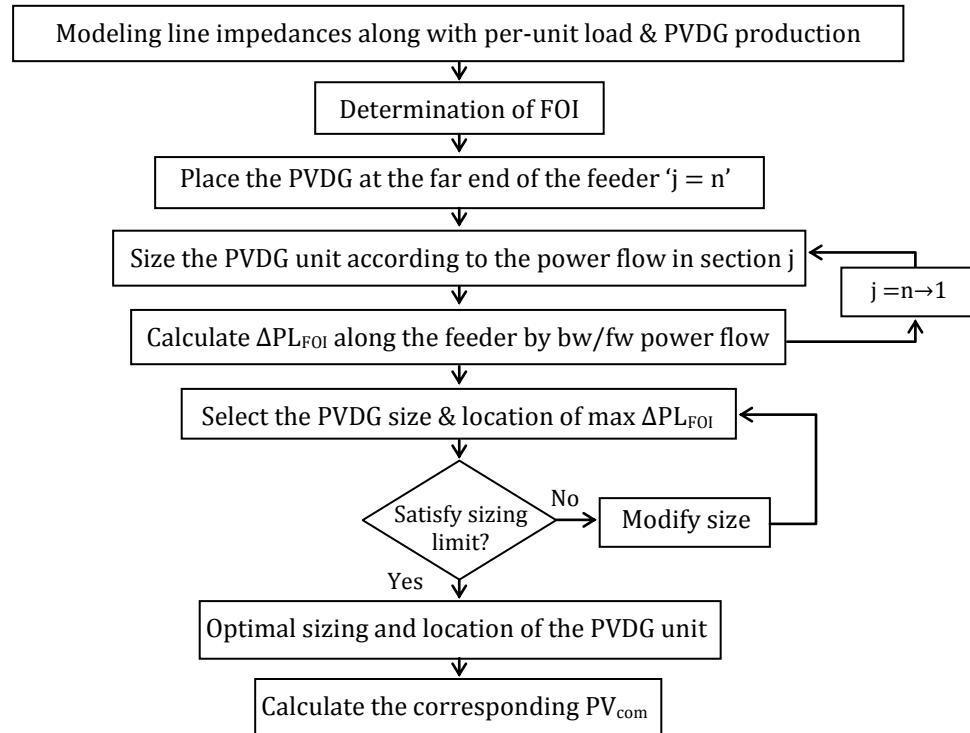 Modeling line impedances along with per-unit load & PVDG production
Determination of FOI
Place the PVDG at the far end of the feeder ‘j = n’
Size the PVDG unit according to the power flow in section j
j =n→1
Calculate ΔPL_FOI along the feeder by bw/fw power flow
Select the PVDG size & location of max ΔPL_FOI
Satisfy sizing
limit?
No
Modify size
Yes
Optimal sizing and location of the PVDG unit
Calculate the corresponding PV_com